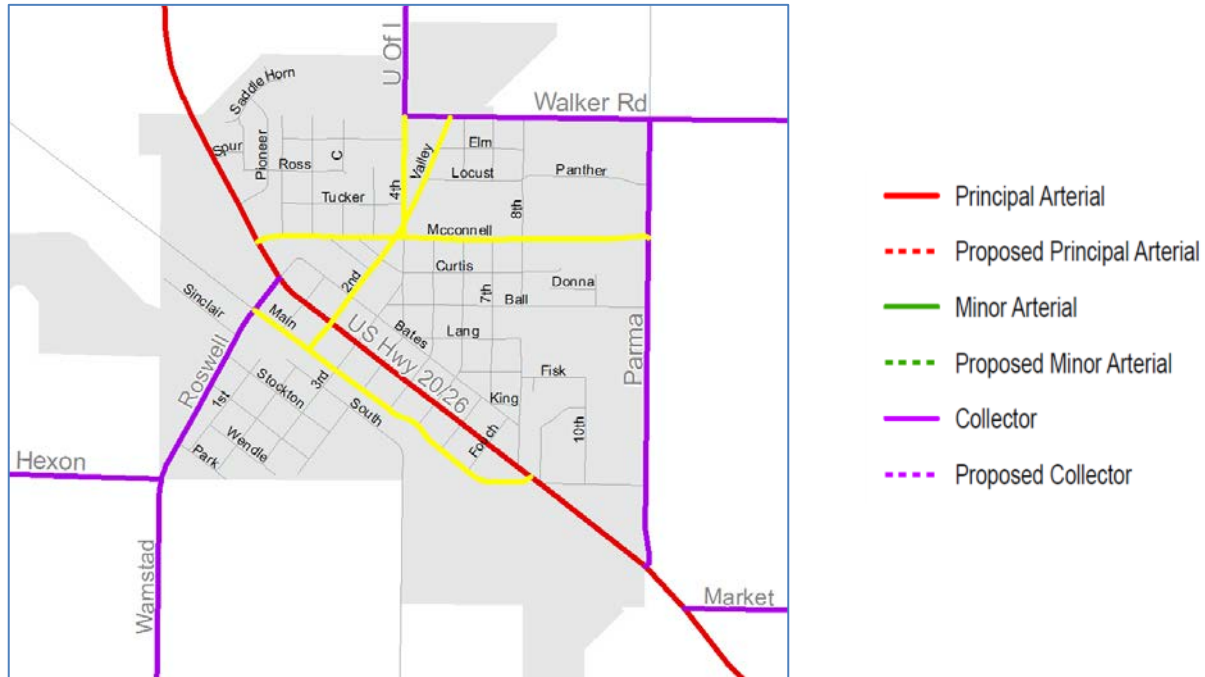 U Of I
Walker Rd
Saddle Horn
Spur
Pioneer
Ross
C
Tucker
4th
Valley
Elm
Locust
Panther
8th
Mcconnell
2nd
Curtis
7th
Donna
Ball
Sinclair
Main
Bates
Lang
US Hwy 20/26
Roswell
Parma
3rd
Stockton
1st
South
Fisk
King
Wendle
Park
Fouch
10th
Hexon
Wamstad
Market
Principal Arterial
Proposed Principal Arterial
Minor Arterial
Proposed Minor Arterial
Collector
Proposed Collector